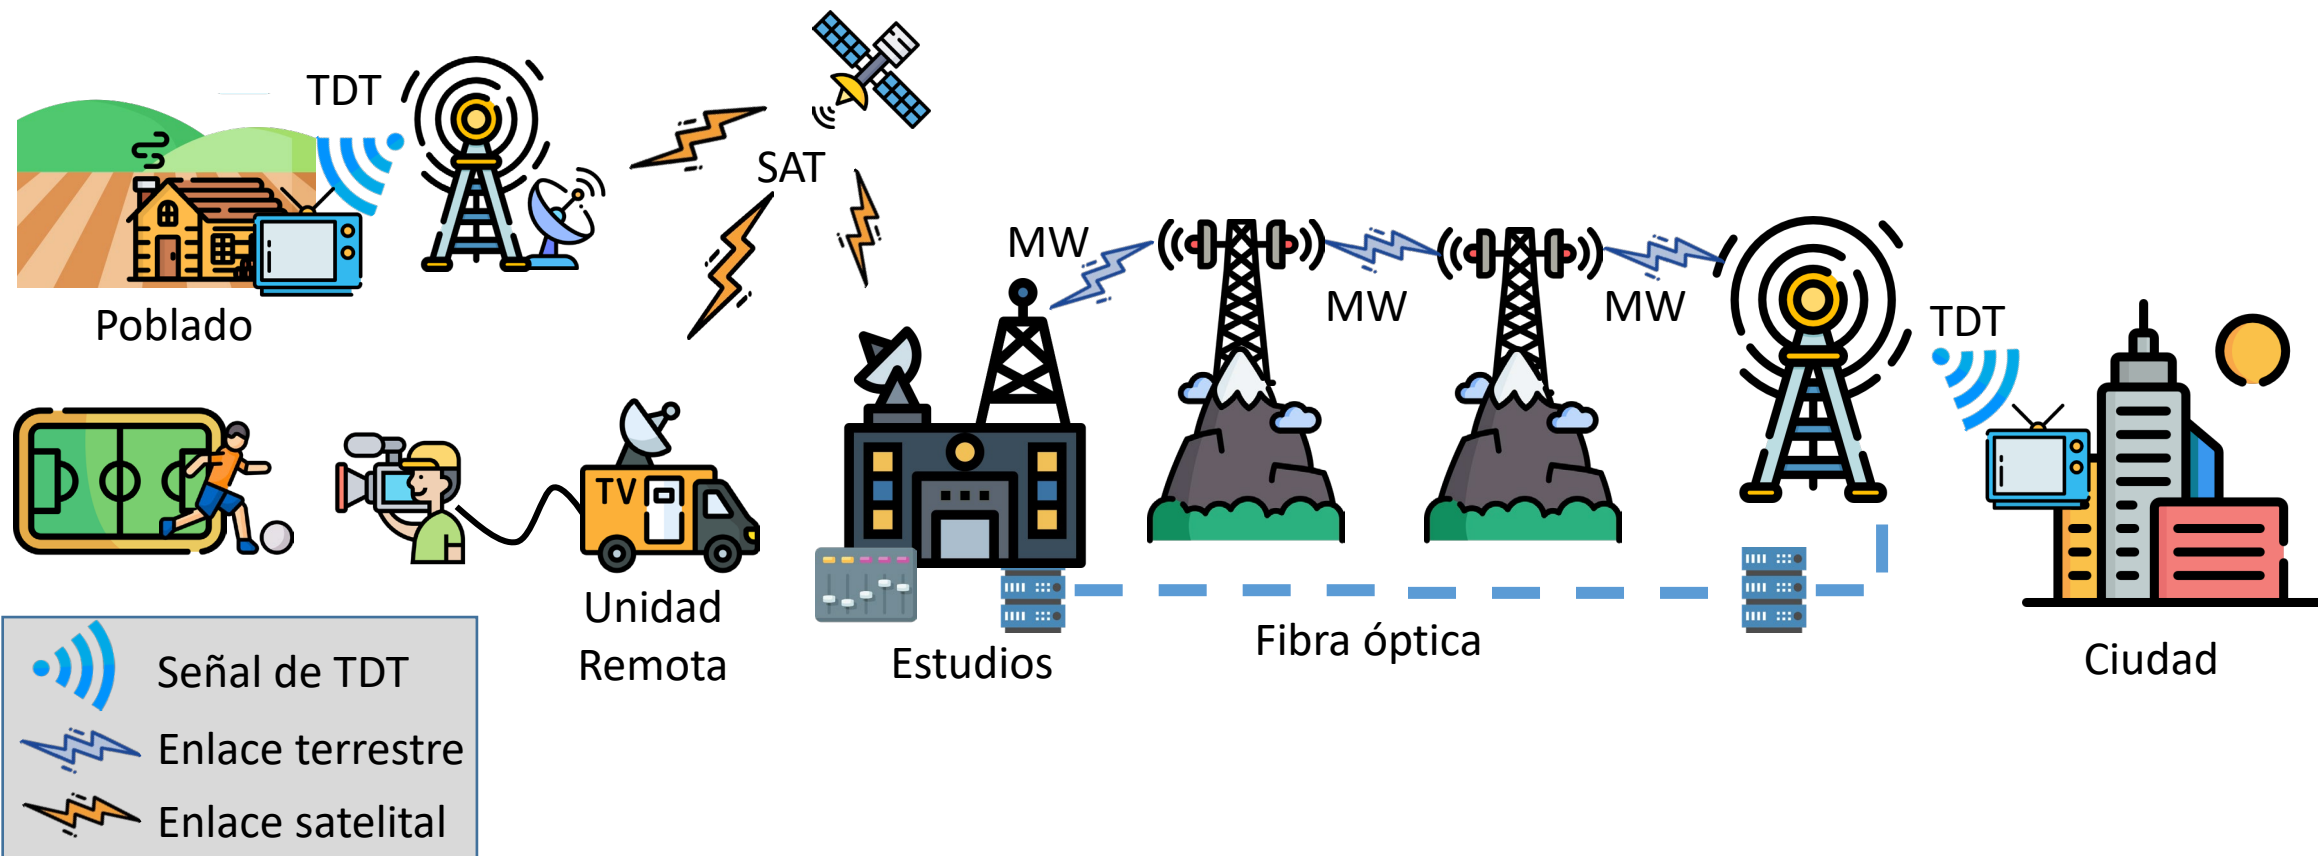 TDT
SAT
MW
MW
MW
TDT
Poblado
TV
Unidad
Remota
Estudios
Fibra óptica
Ciudad
Señal de TDT
Enlace terrestre
Enlace satelital